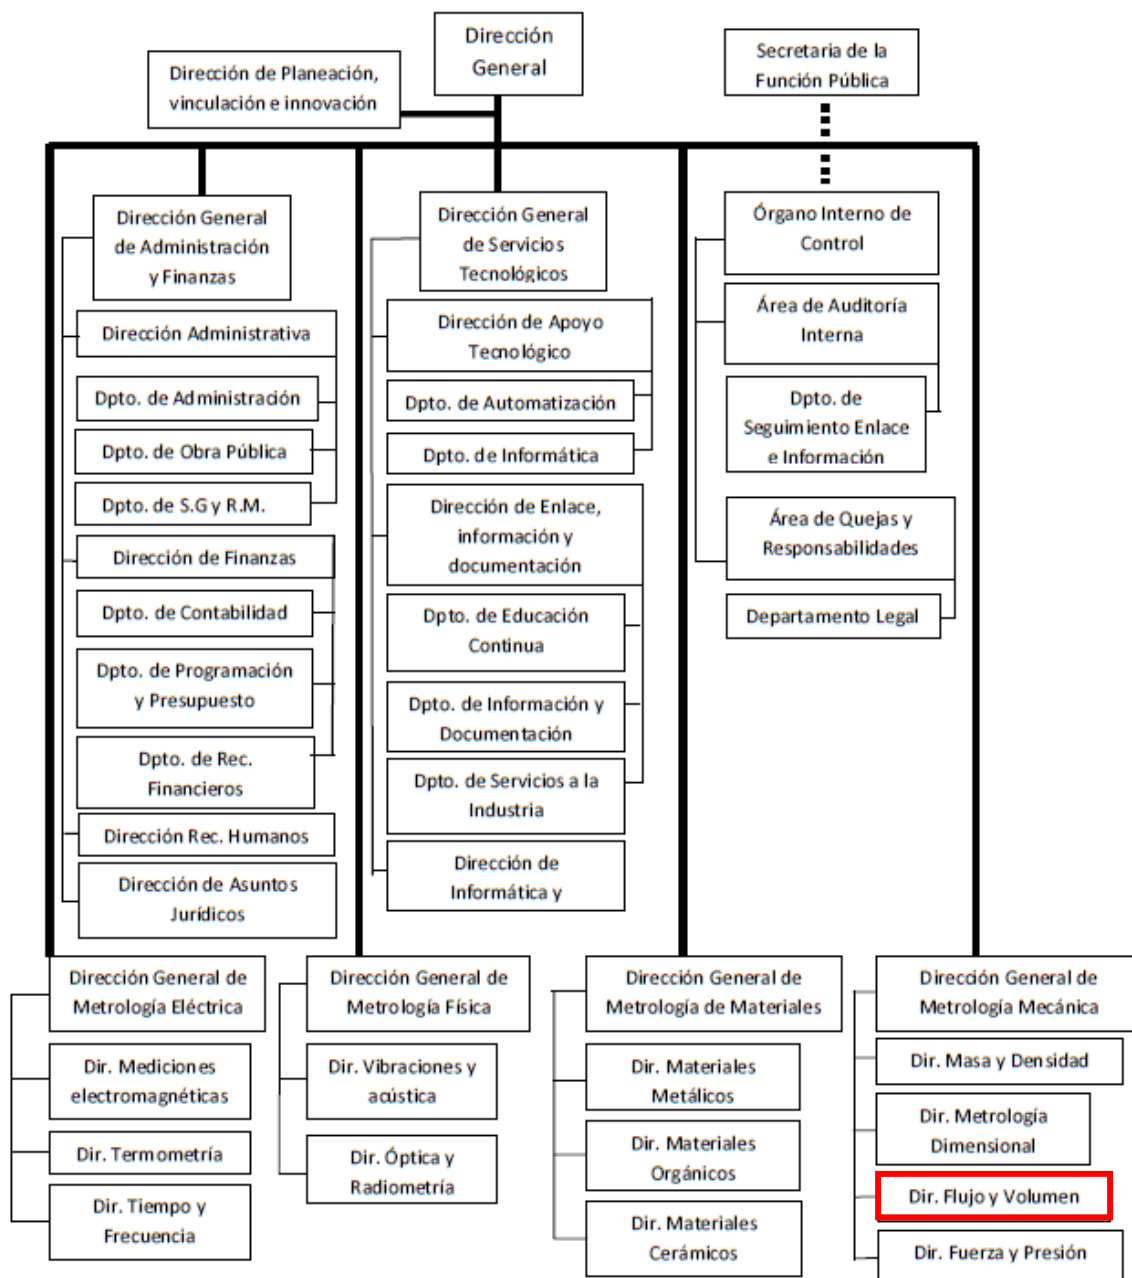 Dirección
General
Dirección de Planeación,
vinculación e innovación
Secretaria de la
Función Pública
Dirección General
de Administración
y Finanzas
Dirección Administrativa
Dpto. de Administración
Dpto. de Obra Pública
Dpto. de S.G y R.M.
Dirección de Finanzas
Dpto. de Contabilidad
Dpto. de Programación
y Presupuesto
Dpto. de Rec.
Financieros
Dirección Rec. Humanos
Dirección de Asuntos
Jurídicos
Dirección General
de Servicios
Tecnológicos
Dirección de Apoyo
Tecnológico
Dpto. de Automatización
Dpto. de Informática
Dirección de Enlace,
información y
documentación
Dpto. de Educación
Continua
Dpto. de Información y
Documentación
Dpto. de Servicios a la
Industria
Dirección de
Informática y
Órgano Interno de
Control
Área de Auditoría
Interna
Dpto. de
Seguimiento Enlace
e Información
Área de Quejas y
Responsabilidades
Departamento Legal
Dirección General de
Metrología Eléctrica
Dir. Mediciones
electromagnéticas
Dir. Termometría
Dir. Tiempo y
Frecuencia
Dirección General de
Metrología Física
Dir. Vibraciones y
acústica
Dir. Óptica y
Radiometría
Dirección General de
Metrología de Materiales
Dir. Materiales
Metálicos
Dir. Materiales
Orgánicos
Dir. Materiales
Cerámicos
Dirección General de
Metrología Mecánica
Dir. Masa y Densidad
Dir. Metrología
Dimensional
Dir. Flujo y Volumen
Dir. Fuerza y Presión